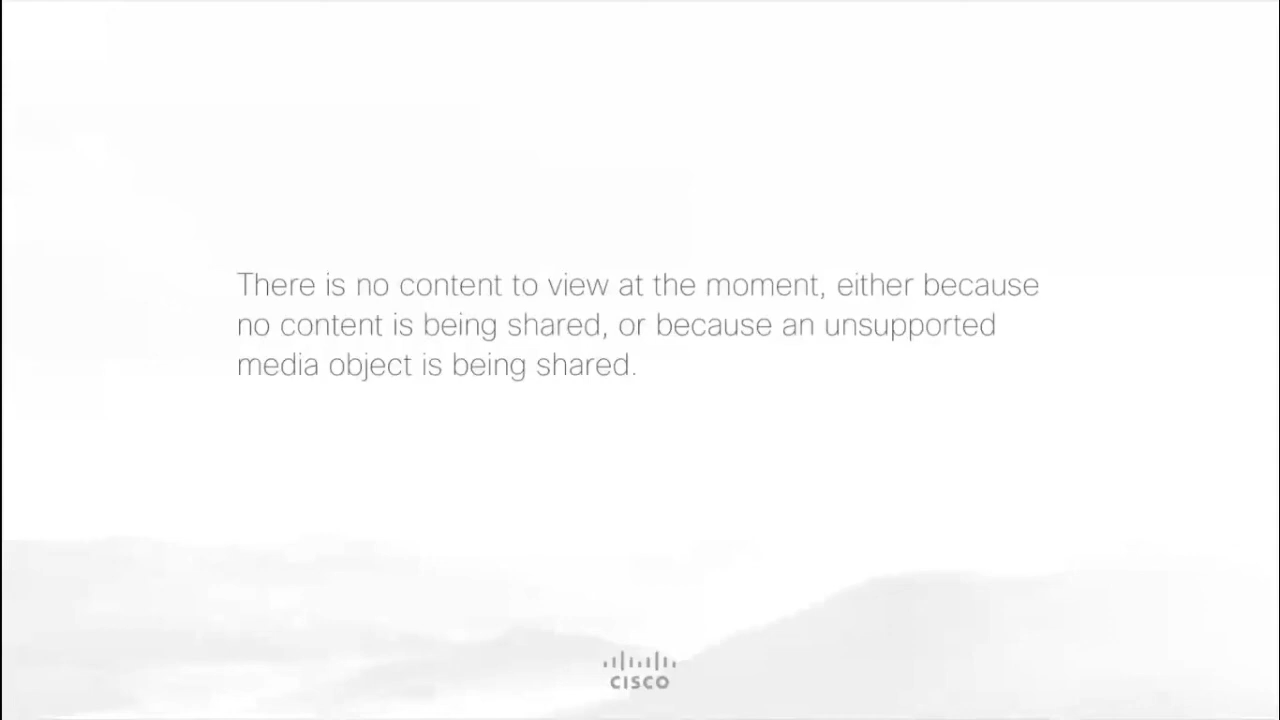 There is no content to view at the moment, either because
no content is being shared, or because an unsupported
media object is being shared.
CISCO